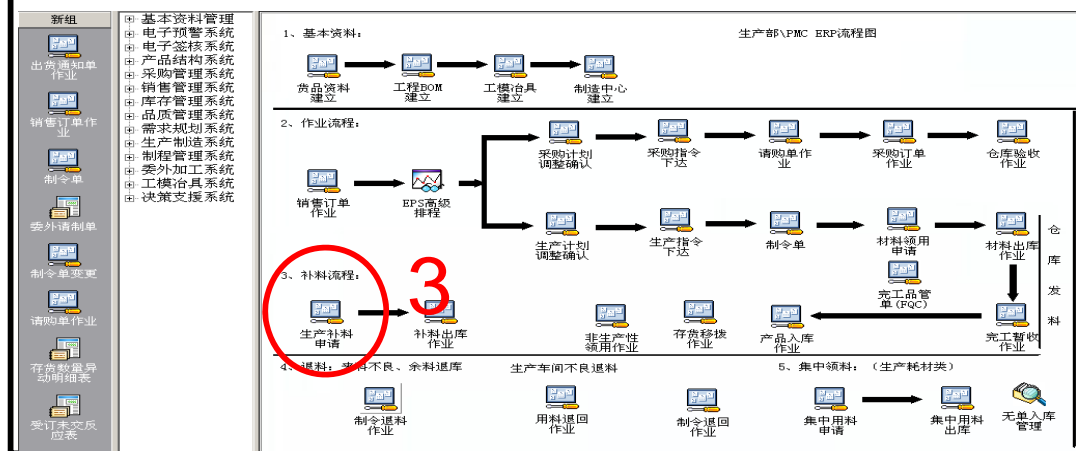 新组
出货通知单
作业
销售订单作
业
制令单
委外请制单
制令单变更
请购单作业
存货数量异
动明细表
受订未交反
应表
基本资料管理
电子预警系统
电子签核系统
产品结构系统
采购管理系统
销售管理系统
库存管理系统
品质管理系统
需求规划系统
生产制造系统
制程管理系统
委外加工系统
工模冶具系统
决策支援系统
1、基本资料:
生产部\PMC ERP流程图
货品资料
建立
工程BOM
建立
工模冶具
建立
制造中心
建立
2、作业流程:
采购计划
调整确认
采购指令
下达
请购单作
业
采购订单
作业
仓库验收
作业
销售订单
作业
EPS高级
排程
生产计划
调整确认
生产指令
下达
制令单
材料领用
申请
材料出库
作业
仓
库
发
料
3、补料流程:
3
生产补料
申请
补料出库
作业
非生产性
领用作业
存货移拨
作业
产品入库
作业
完工品管
单(FQC)
完工暂收
作业
4、退料: 来料不良、余料退库
生产车间不良退料
5、集中领料: (生产耗材类)
制令退料
作业
用料退回
作业
制令退回
作业
集中用料
申请
集中用料
出库
无单入库
管理